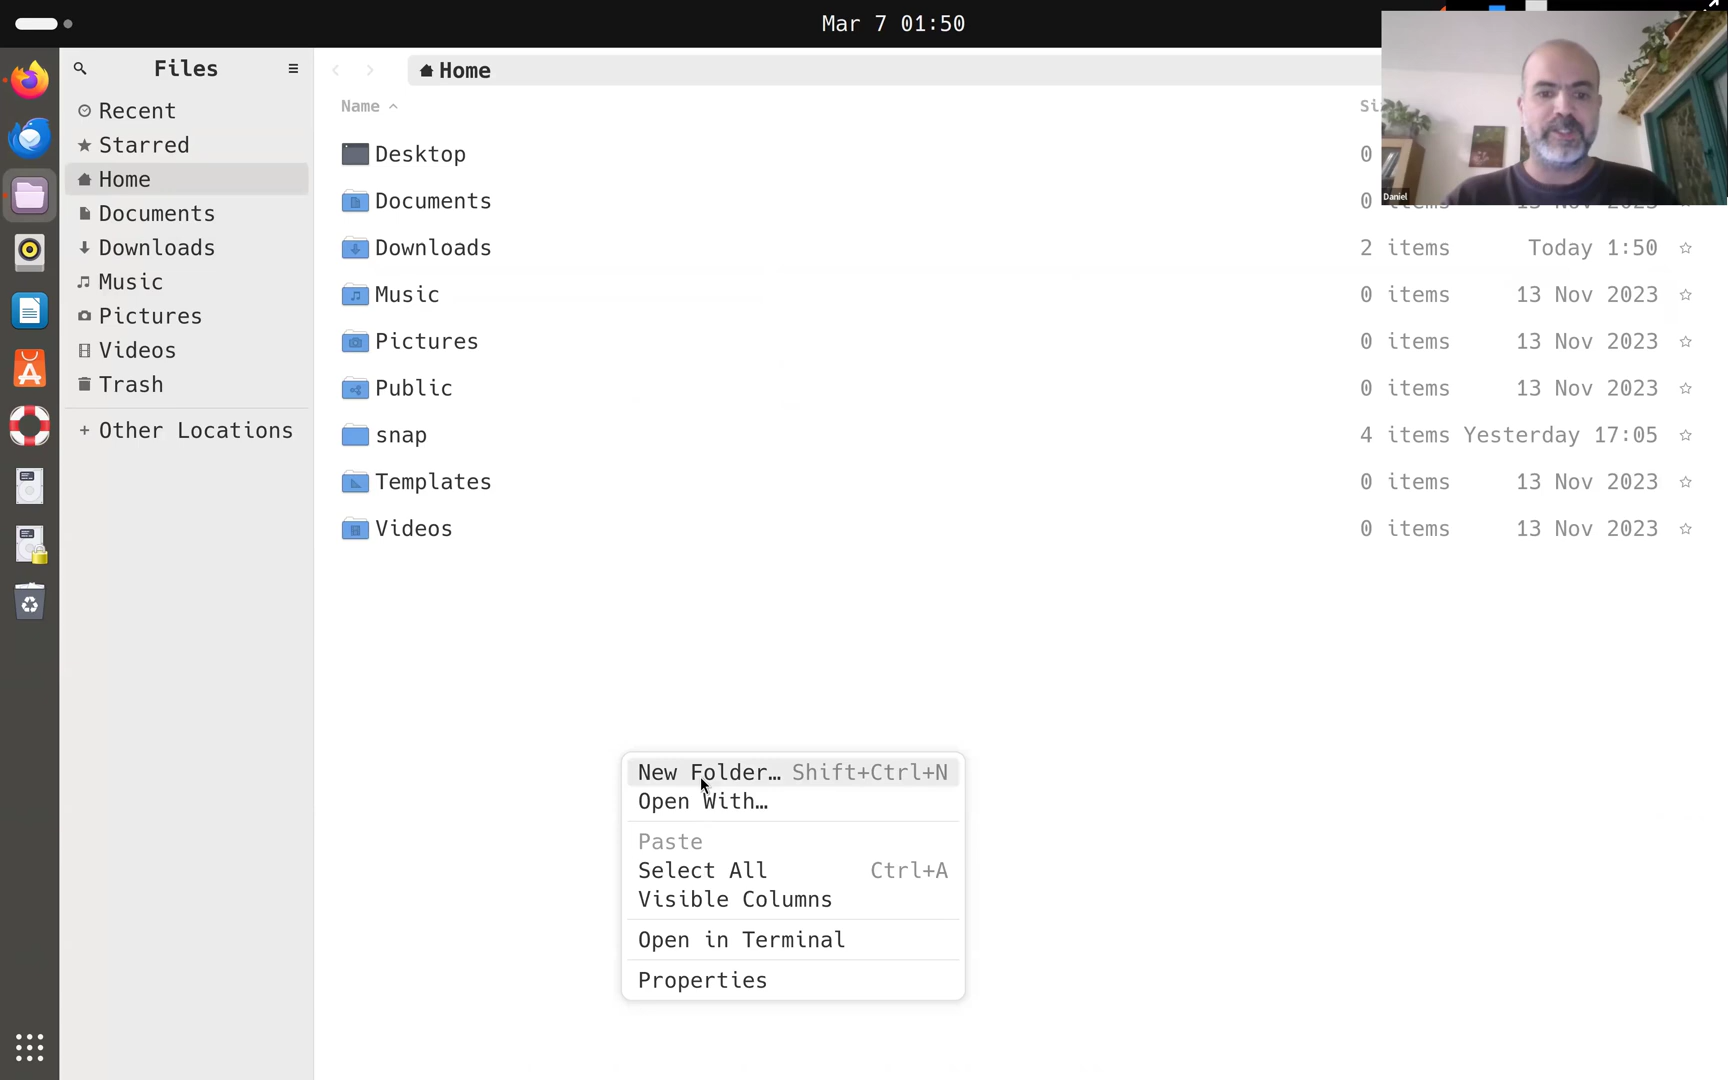 Mar 7 01:50
Files
Home
Recent
Starred
Home
Documents
Downloads
Music
Pictures
Videos
Trash
+ Other Locations
Name
Desktop 0
Documents 0 items 13 Nov 2023
Downloads 2 items Today 1:50
Music 0 items 13 Nov 2023
Pictures 0 items 13 Nov 2023
Public 0 items 13 Nov 2023
snap 4 items Yesterday 17:05
Templates 0 items 13 Nov 2023
Videos 0 items 13 Nov 2023
Daniel
New Folder… Shift+Ctrl+N
Open With…
Paste
Select All Ctrl+A
Visible Columns
Open in Terminal
Properties